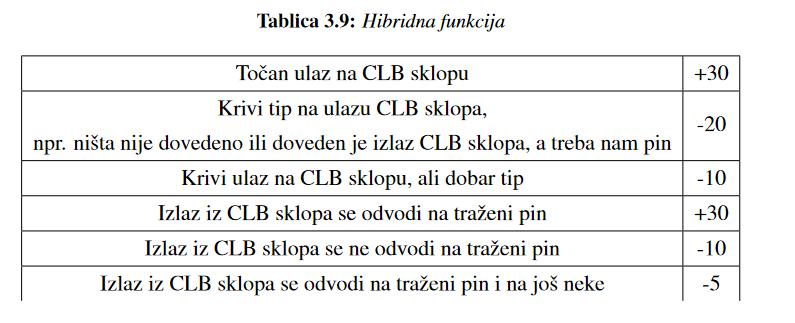 Tablica 3.9: Hibridna funkcija
Točan ulaz na CLB sklopu +30
Krivi tip na ulazu CLB sklopa,
npr. ništa nije dovedeno ili doveden je izlaz CLB sklopa, a treba nam pin -20
Krivi ulaz na CLB sklopu, ali dobar tip -10
Izlaz iz CLB sklopa se odvodi na traženi pin +30
Izlaz iz CLB sklopa se ne odvodi na traženi pin -10
Izlaz iz CLB sklopa se odvodi na traženi pin i na još neke -5